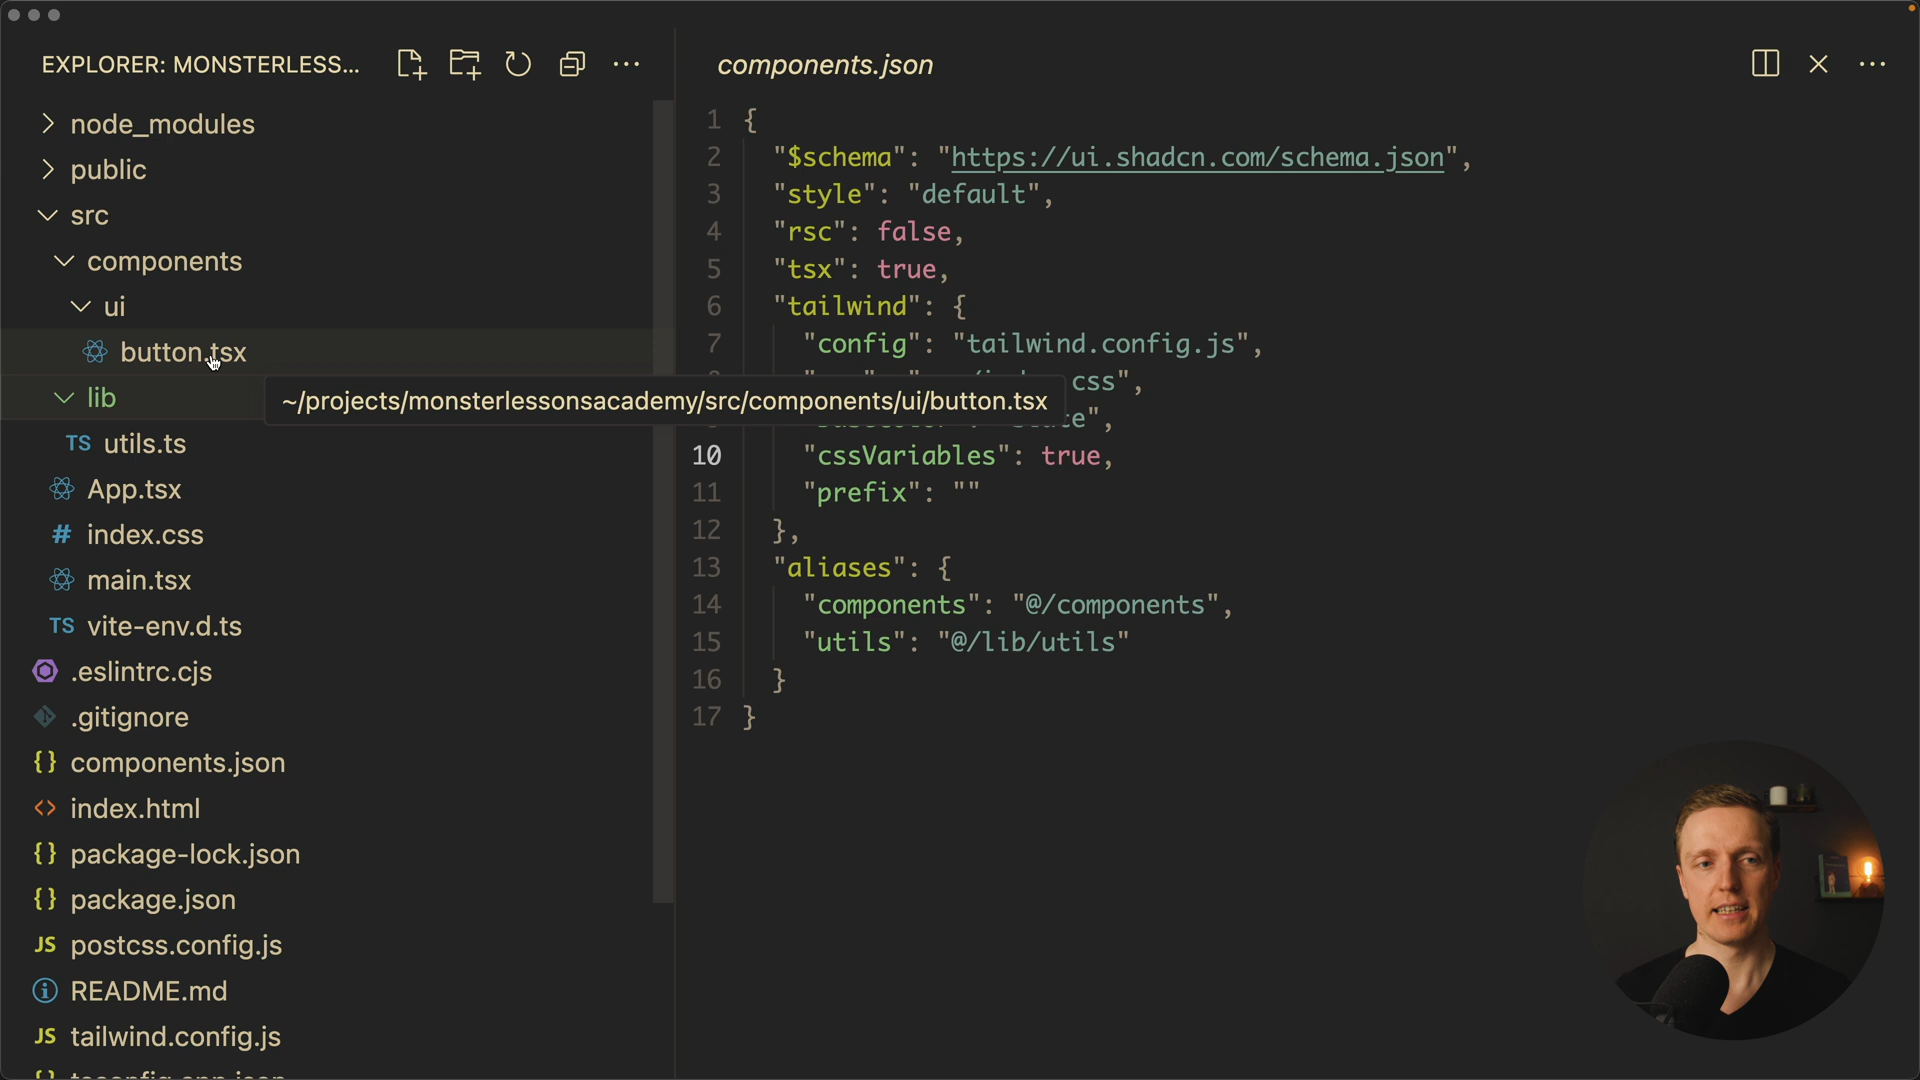 EXPLORER: MONSTERLESS...
node_modules
public
src
components
ui
button.tsx
lib
~/projects/monsterlessonsacademy/src/components/ui/button.tsx
TS utils.ts
App.tsx
# index.css
main.tsx
TS vite-env.d.ts
.eslintrc.cjs
.gitignore
{} components.json
<> index.html
{} package-lock.json
{} package.json
JS postcss.config.js
README.md
JS tailwind.config.js
components.json
1 {
2 "$schema": "https://ui.shadcn.com/schema.json",
3 "style": "default",
4 "rsc": false,
5 "tsx": true,
6 "tailwind": {
7 "config": "tailwind.config.js",
css",
e",
10 "cssVariables": true,
11 "prefix": ""
12 },
13 "aliases": {
14 "components": "@/components",
15 "utils": "@/lib/utils"
16 }
17 }